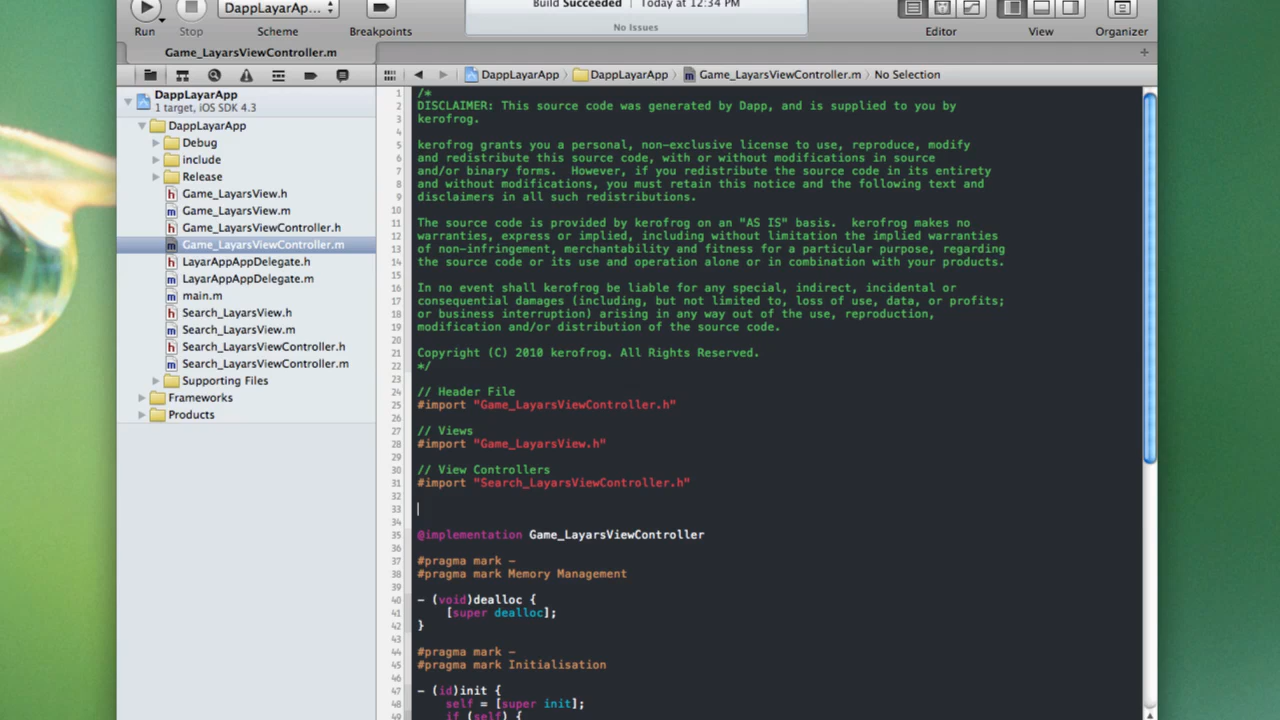 DappLayarAp...
Build Succeeded
Today at 12:34 PM
No Issues
Run
Stop
Scheme
Breakpoints
Editor
View
Organizer
Game_LayarsViewController.m
DappLayarApp
DappLayarApp
Game_LayarsViewController.m
No Selection
DappLayarApp
1 target, iOS SDK 4.3
DappLayarApp
Debug
include
Release
Game_LayarsView.h
Game_LayarsView.m
Game_LayarsViewController.h
Game_LayarsViewController.m
LayarAppAppDelegate.h
LayarAppAppDelegate.m
main.m
Search_LayarsView.h
Search_LayarsView.m
Search_LayarsViewController.h
Search_LayarsViewController.m
Supporting Files
Frameworks
Products
1 /*
2 DISCLAIMER: This source code was generated by Dapp, and is supplied to you by
3 kerofrog.
4
5 kerofrog grants you a personal, non-exclusive license to use, reproduce, modify
6 and redistribute this source code, with or without modifications in source
7 and/or binary forms.  However, if you redistribute the source code in its entirety
8 and without modifications, you must retain this notice and the following text and
9 disclaimers in all such redistributions.
10
11 The source code is provided by kerofrog on an "AS IS" basis.  kerofrog makes no
12 warranties, express or implied, including without limitation the implied warranties
13 of non-infringement, merchantability and fitness for a particular purpose, regarding
14 the source code or its use and operation alone or in combination with your products.
15
16 In no event shall kerofrog be liable for any special, indirect, incidental or
17 consequential damages (including, but not limited to, loss of use, data, or profits;
18 or business interruption) arising in any way out of the use, reproduction,
19 modification and/or distribution of the source code.
20
21 Copyright (C) 2010 kerofrog. All Rights Reserved.
22 */
23
24 // Header File
25 #import "Game_LayarsViewController.h"
26
27 // Views
28 #import "Game_LayarsView.h"
29
30 // View Controllers
31 #import "Search_LayarsViewController.h"
32
33
34
35 @implementation Game_LayarsViewController
36
37 #pragma mark -
38 #pragma mark Memory Management
39
40 - (void)dealloc {
41     [super dealloc];
42 }
43
44 #pragma mark -
45 #pragma mark Initialisation
46
47 - (id)init {
48     self = [super init];
49     if (self) {